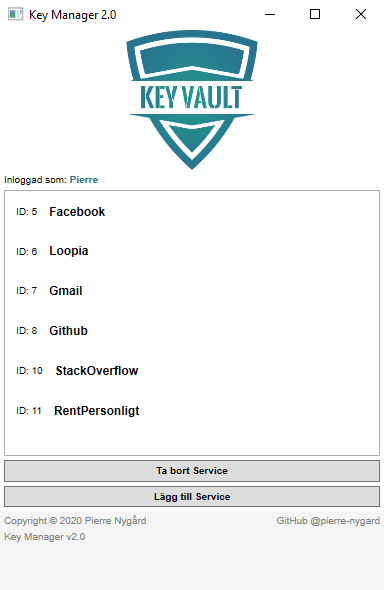 Key Manager 2.0
KEY VAULT
Inloggad som: Pierre
ID: 5 Facebook
ID: 6 Loopia
ID: 7 Gmail
ID: 8 Github
ID: 10 StackOverflow
ID: 11 RentPersonligt
Ta bort Service
Lägg till Service
Copyright © 2020 Pierre Nygård GitHub @pierre-nygard
Key Manager v2.0